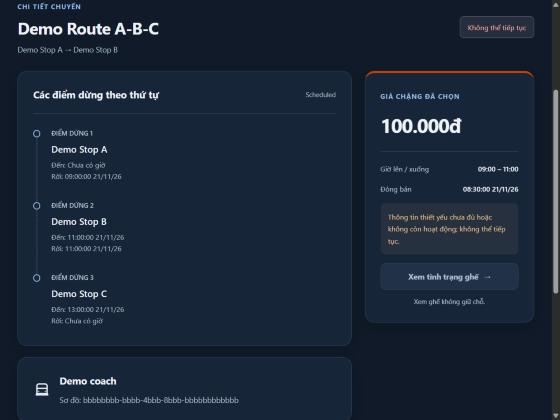 CHI TIẾT CHUYẾN
Demo Route A-B-C
Demo Stop A → Demo Stop B
Không thể tiếp tục
Các điểm dừng theo thứ tự
Scheduled
ĐIỂM DỪNG 1
Demo Stop A
Đến: Chưa có giờ
Rời: 09:00:00 21/11/26
ĐIỂM DỪNG 2
Demo Stop B
Đến: 11:00:00 21/11/26
Rời: 11:00:00 21/11/26
ĐIỂM DỪNG 3
Demo Stop C
Đến: 13:00:00 21/11/26
Rời: Chưa có giờ
Demo coach
Sơ đồ: bbbbbbbb-bbbb-4bbb-8bbb-bbbbbbbbbbbb
GIÁ CHẶNG ĐÃ CHỌN
100.000đ
Giờ lên / xuống 09:00 – 11:00
Đóng bán 08:30:00 21/11/26
Thông tin thiết yếu chưa đủ hoặc
không còn hoạt động; không thể tiếp
tục.
Xem tình trạng ghế →
Xem ghế không giữ chỗ.